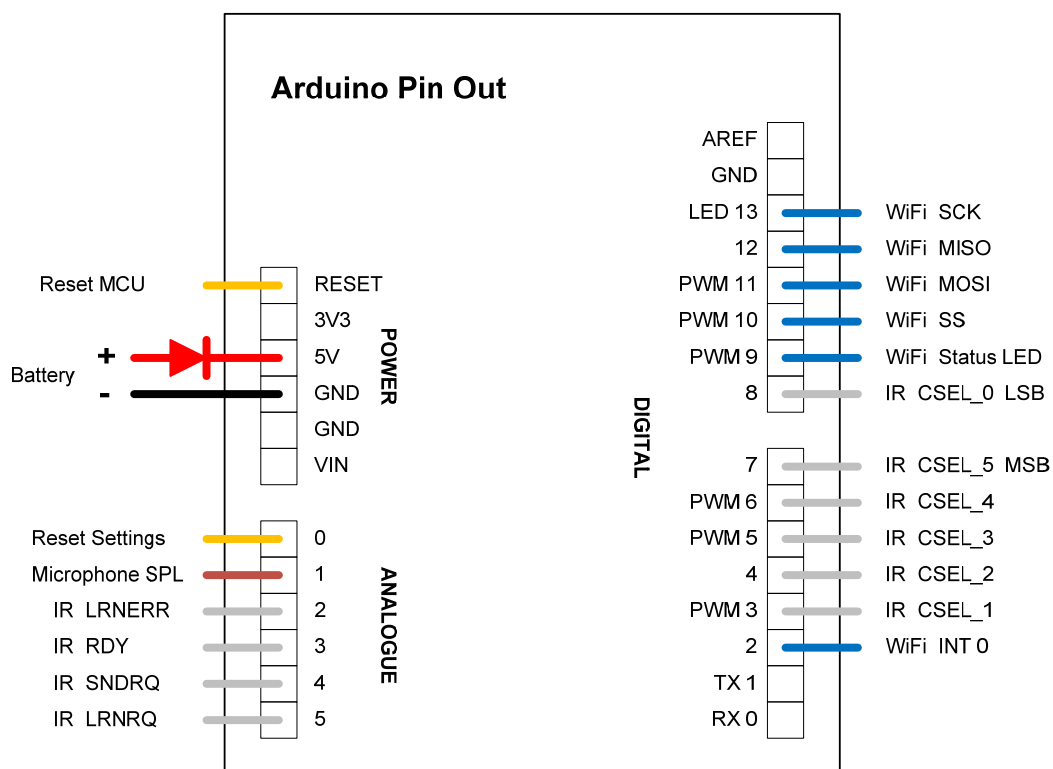 Arduino Pin Out
AREF
GND
LED 13 WiFi SCK
12 WiFi MISO
Reset MCU RESET PWM 11 WiFi MOSI
3V3 PWM 10 WiFi SS
+ 5V PWM 9 WiFi Status LED
Battery
- GND 8 IR CSEL_0 LSB
POWER
GND
DIGITAL
VIN 7 IR CSEL_5 MSB
PWM 6 IR CSEL_4
Reset Settings 0 PWM 5 IR CSEL_3
Microphone SPL 1 4 IR CSEL_2
IR LRNERR 2 PWM 3 IR CSEL_1
ANALOGUE
IR RDY 3 2 WiFi INT 0
IR SNDRQ 4 TX 1
IR LRNRQ 5 RX 0